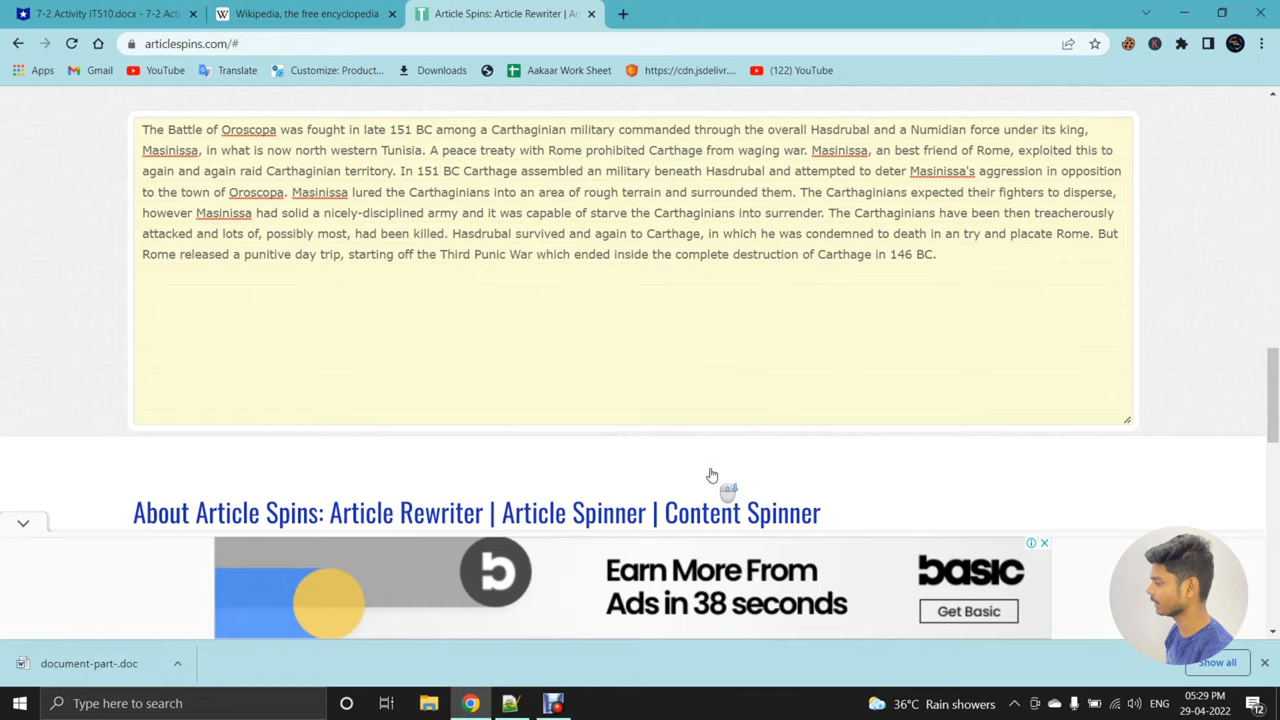 7-2 Activity IT510.docx - 7-2 Acti
Wikipedia, the free encyclopedia
Article Spins: Article Rewriter | Ar
articlespins.com/#
Apps
Gmail
YouTube
Translate
Customize: Product...
Downloads
Aakaar Work Sheet
https://cdn.jsdelivr....
(122) YouTube
The Battle of Oroscopa was fought in late 151 BC among a Carthaginian military commanded through the overall Hasdrubal and a Numidian force under its king,
Masinissa, in what is now north western Tunisia. A peace treaty with Rome prohibited Carthage from waging war. Masinissa, an best friend of Rome, exploited this to
again and again raid Carthaginian territory. In 151 BC Carthage assembled an military beneath Hasdrubal and attempted to deter Masinissa's aggression in opposition
to the town of Oroscopa. Masinissa lured the Carthaginians into an area of rough terrain and surrounded them. The Carthaginians expected their fighters to disperse,
however Masinissa had solid a nicely-disciplined army and it was capable of starve the Carthaginians into surrender. The Carthaginians have been then treacherously
attacked and lots of, possibly most, had been killed. Hasdrubal survived and again to Carthage, in which he was condemned to death in an try and placate Rome. But
Rome released a punitive day trip, starting off the Third Punic War which ended inside the complete destruction of Carthage in 146 BC.
About Article Spins: Article Rewriter | Article Spinner | Content Spinner
b
Earn More From
Ads in 38 seconds
basic
Get Basic
document-part-.doc
Show all
Type here to search
36°C Rain showers
ENG
05:29 PM
29-04-2022
12